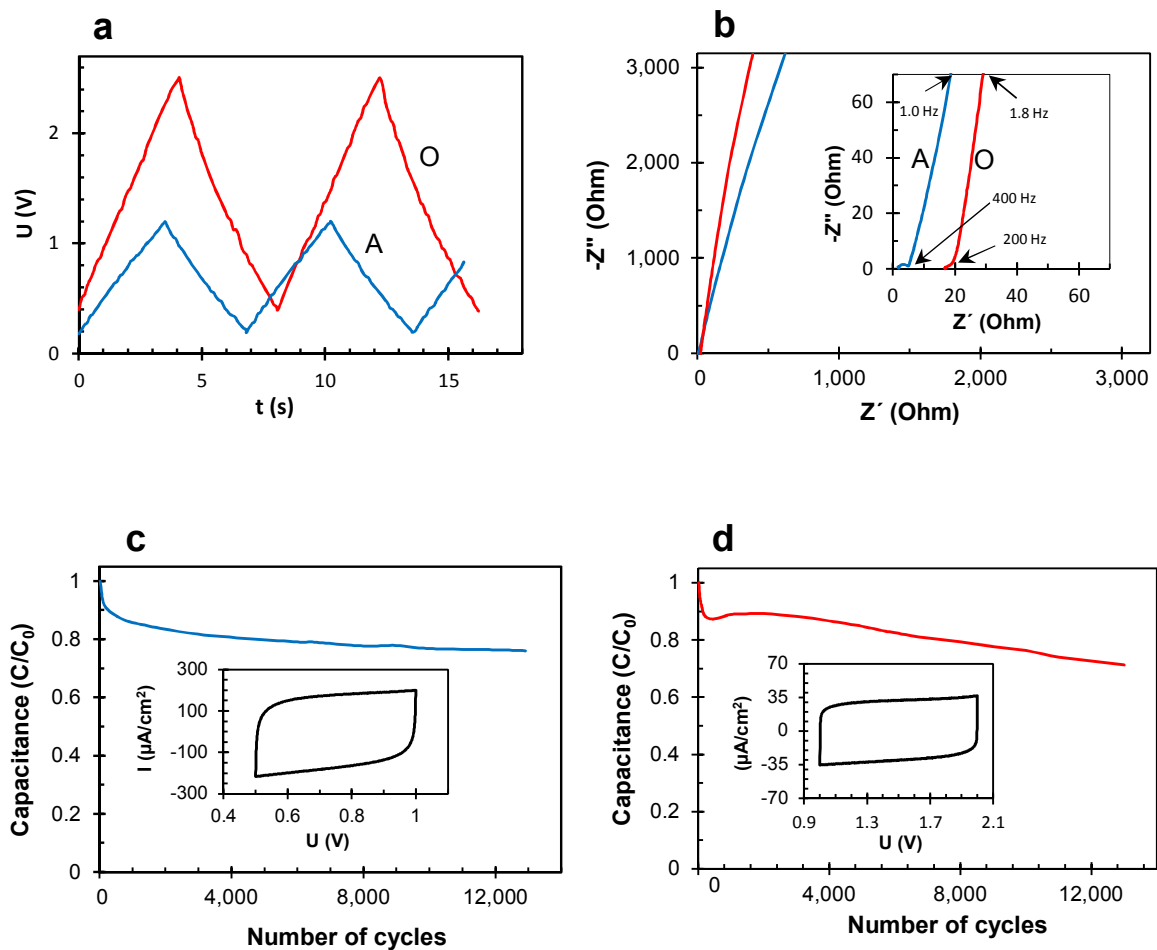 a
U (V)
2
1
0
O
A
0 5 10 15
t (s)
b
-Z" (Ohm)
3,000
2,000
1,000
0
0 1,000 2,000 3,000
Z´ (Ohm)
-Z" (Ohm)
60
40
20
0
1.0 Hz
1.8 Hz
A
O
400 Hz
200 Hz
0 20 40 60
Z´ (Ohm)
c
Capacitance (C/C0)
1
0.8
0.6
0.4
0.2
0
0 4,000 8,000 12,000
Number of cycles
I (µA/cm²)
300
100
-100
-300
0.4 0.6 0.8 1
U (V)
d
Capacitance (C/C0)
1
0.8
0.6
0.4
0.2
0
0 4,000 8,000 12,000
Number of cycles
(µA/cm²)
70
35
0
-35
-70
0.9 1.3 1.7 2.1
U (V)